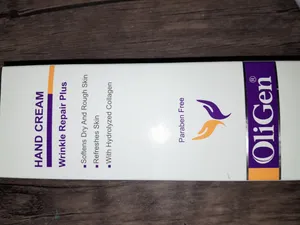 HAND CREAM
Wrinkle Repair Plus
▪ Softens Dry And Rough Skin
▪ Refreshes Skin
▪ With Hydrolyzed Collagen
Paraben Free
OliGen®